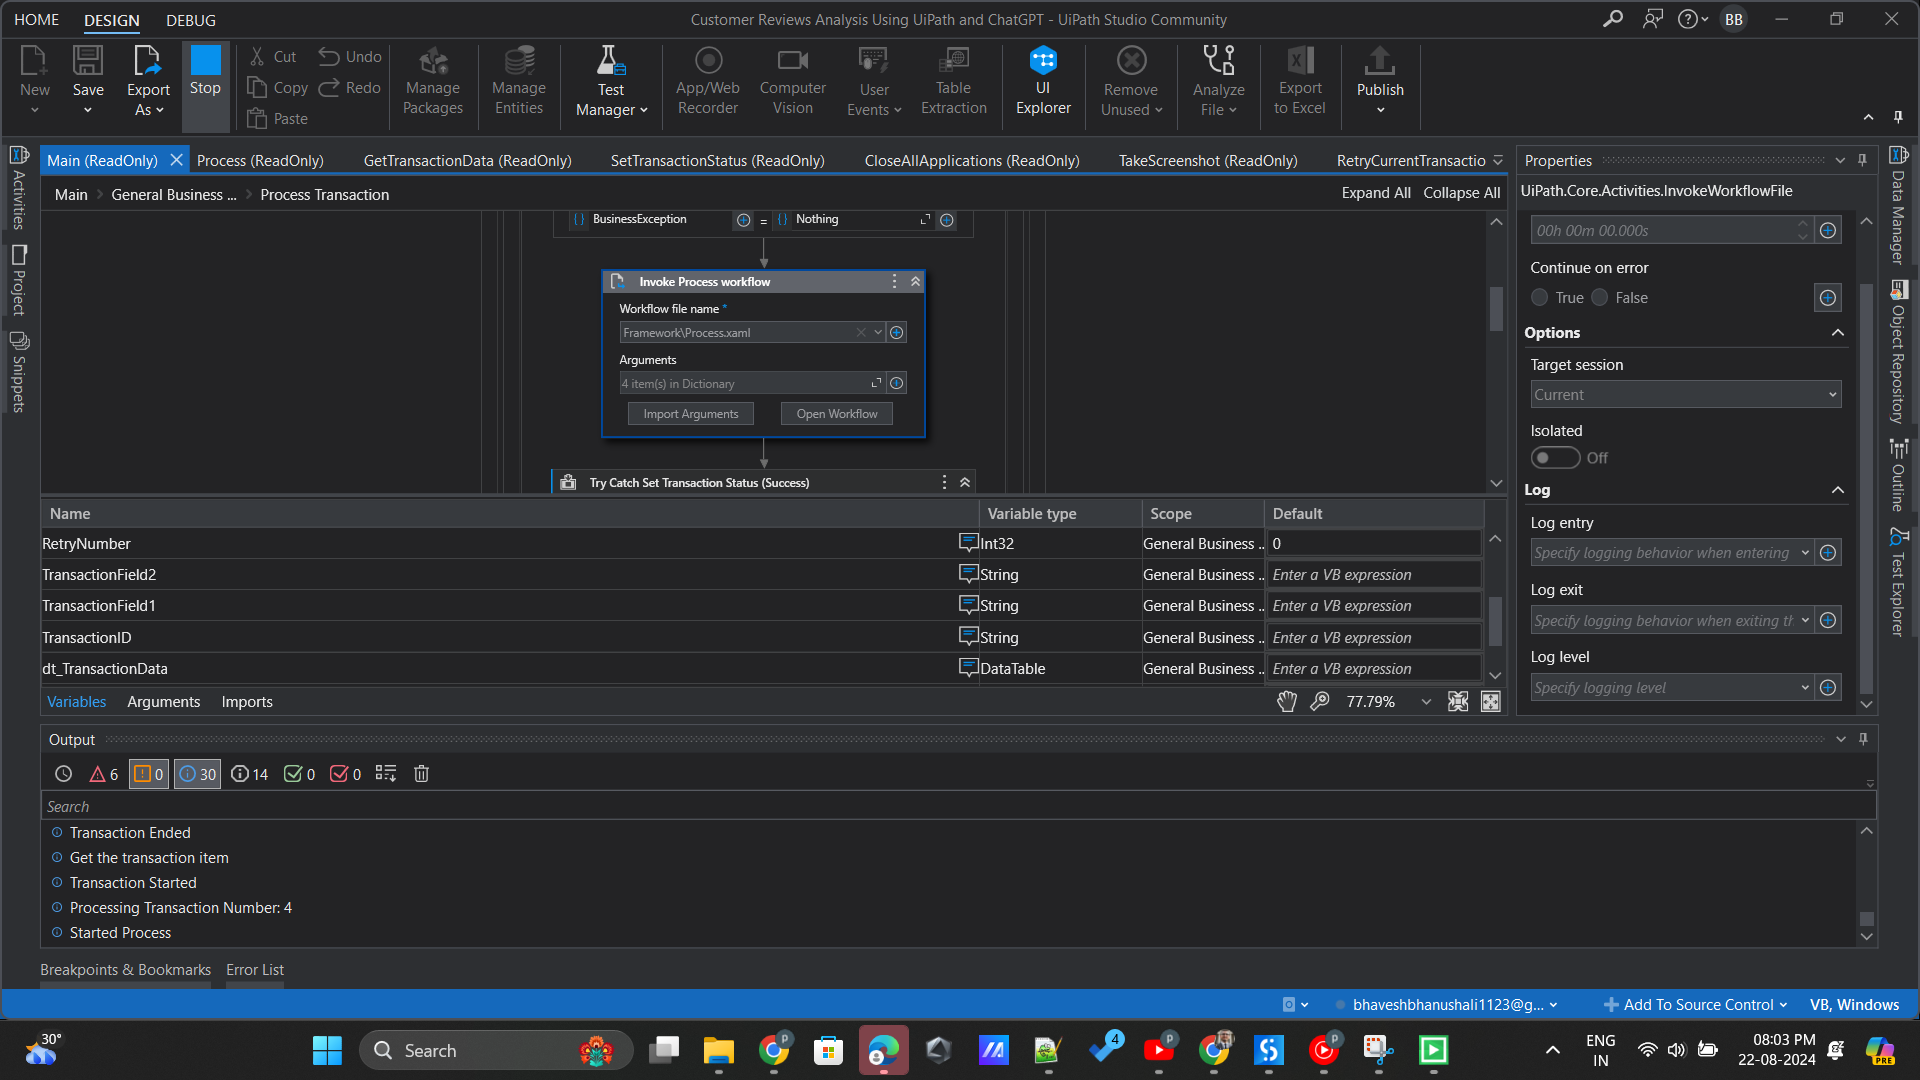 HOME DESIGN DEBUG
Customer Reviews Analysis Using UiPath and ChatGPT - UiPath Studio Community
BB
New
Save
Export As
Stop
Cut
Copy
Paste
Undo
Redo
Manage Packages
Manage Entities
Test Manager
App/Web Recorder
Computer Vision
User Events
Table Extraction
UI Explorer
Remove Unused
Analyze File
Export to Excel
Publish
Activities
Project
Snippets
Main (ReadOnly) Process (ReadOnly) GetTransactionData (ReadOnly) SetTransactionStatus (ReadOnly) CloseAllApplications (ReadOnly) TakeScreenshot (ReadOnly) RetryCurrentTransactio
Main > General Business ... > Process Transaction
Expand All Collapse All
BusinessException = Nothing
Invoke Process workflow
Workflow file name *
Framework\Process.xaml
Arguments
4 item(s) in Dictionary
Import Arguments Open Workflow
Try Catch Set Transaction Status (Success)
Name Variable type Scope Default
RetryNumber Int32 General Business .. 0
TransactionField2 String General Business .. Enter a VB expression
TransactionField1 String General Business .. Enter a VB expression
TransactionID String General Business .. Enter a VB expression
dt_TransactionData DataTable General Business .. Enter a VB expression
Variables Arguments Imports
77.79%
Properties
UiPath.Core.Activities.InvokeWorkflowFile
00h 00m 00.000s
Continue on error
True False
Options
Target session
Current
Isolated
Off
Log
Log entry
Specify logging behavior when entering
Log exit
Specify logging behavior when exiting th
Log level
Specify logging level
Data Manager
Object Repository
Outline
Test Explorer
Output
6 0 30 14 0 0
Search
Transaction Ended
Get the transaction item
Transaction Started
Processing Transaction Number: 4
Started Process
Breakpoints & Bookmarks Error List
bhaveshbhanushali1123@g... Add To Source Control VB, Windows
30°
Search
P
4
P
P
ENG
IN
08:03 PM
22-08-2024
PRE